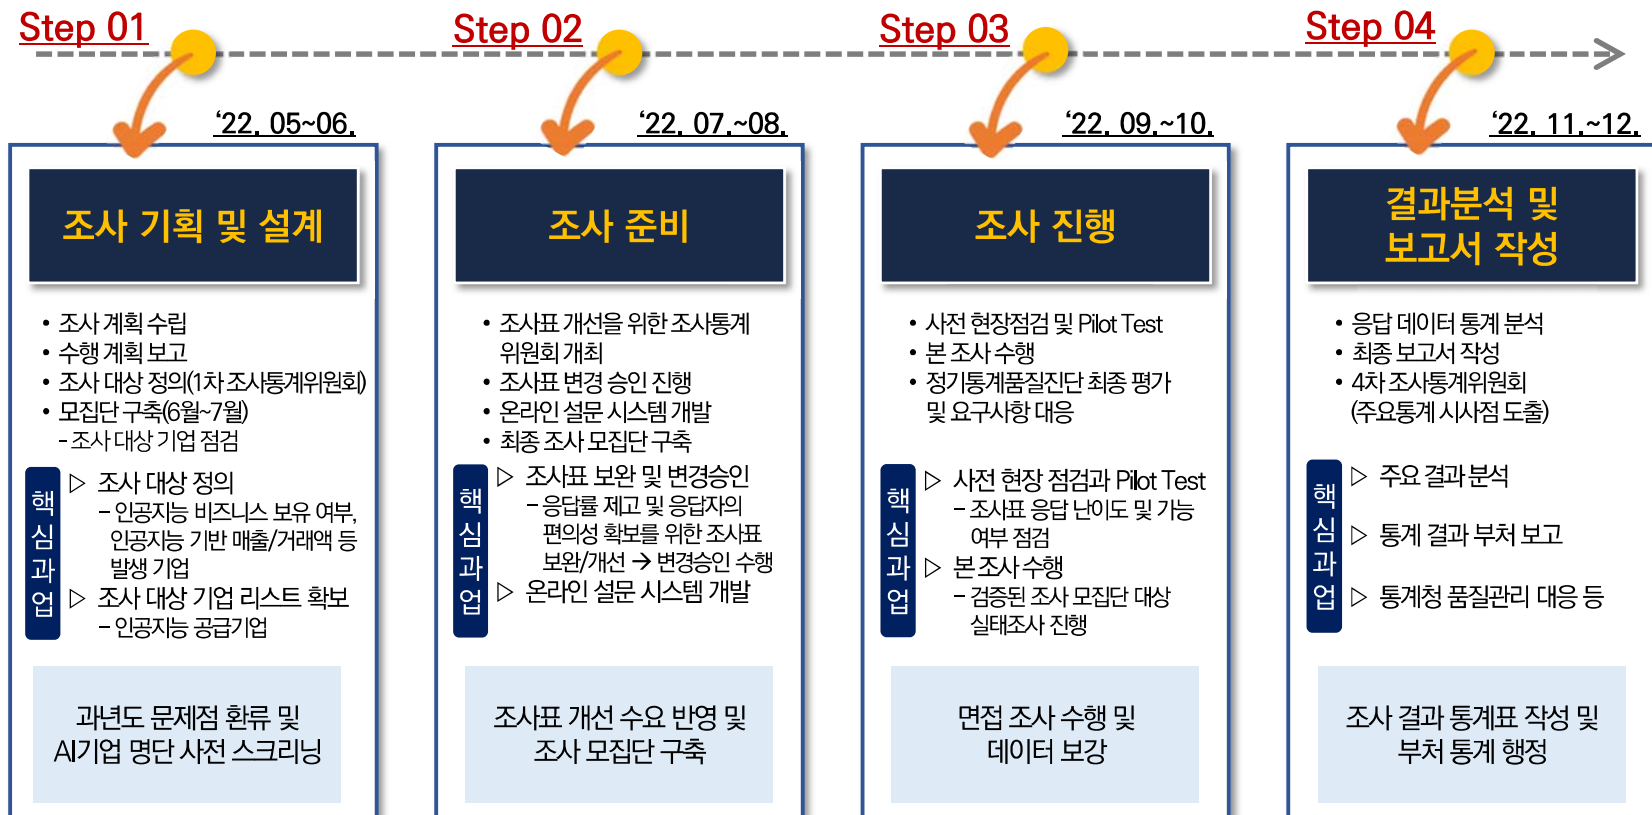 Step 01
'22. 05~06.
조사 기획 및 설계
• 조사 계획 수립
• 수행 계획 보고
• 조사 대상 정의(1차 조사통계위원회)
• 모집단 구축(6월~7월)
- 조사 대상 기업 점검
핵심과업
▷ 조사 대상 정의
- 인공지능 비즈니스 보유 여부,
인공지능 기반 매출/거래액 등
발생 기업
▷ 조사 대상 기업 리스트 확보
- 인공지능 공급기업
과년도 문제점 환류 및
AI기업 명단 사전 스크리닝
Step 02
'22. 07.~08.
조사 준비
• 조사표 개선을 위한 조사통계
위원회 개최
• 조사표 변경 승인 진행
• 온라인 설문 시스템 개발
• 최종 조사 모집단 구축
핵심과업
▷ 조사표 보완 및 변경승인
- 응답률 제고 및 응답자의
편의성 확보를 위한 조사표
보완/개선 → 변경승인 수행
▷ 온라인 설문 시스템 개발
조사표 개선 수요 반영 및
조사 모집단 구축
Step 03
'22. 09.~10.
조사 진행
• 사전 현장점검 및 Pilot Test
• 본 조사 수행
• 정기통계품질진단 최종 평가
및 요구사항 대응
핵심과업
▷ 사전 현장 점검과 Pilot Test
- 조사표 응답 난이도 및 가능
여부 점검
▷ 본 조사 수행
- 검증된 조사 모집단 대상
실태조사 진행
면접 조사 수행 및
데이터 보강
Step 04
'22. 11.~12.
결과분석 및
보고서 작성
• 응답 데이터 통계 분석
• 최종 보고서 작성
• 4차 조사통계위원회
(주요통계 시사점 도출)
핵심과업
▷ 주요 결과 분석
▷ 통계 결과 부처 보고
▷ 통계청 품질관리 대응 등
조사 결과 통계표 작성 및
부처 통계 행정